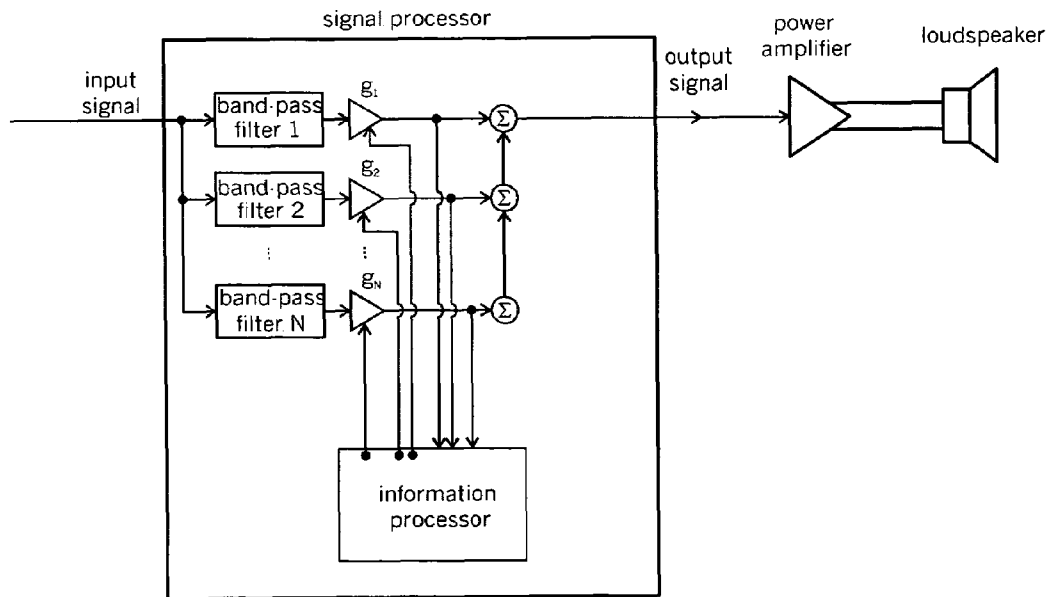 signal processor
power
amplifier
loudspeaker
input
signal
output
signal
band-pass
filter 1
g₁
Σ
band-pass
filter 2
g₂
Σ
⋮
⋮
band-pass
filter N
g_N
Σ
information
processor